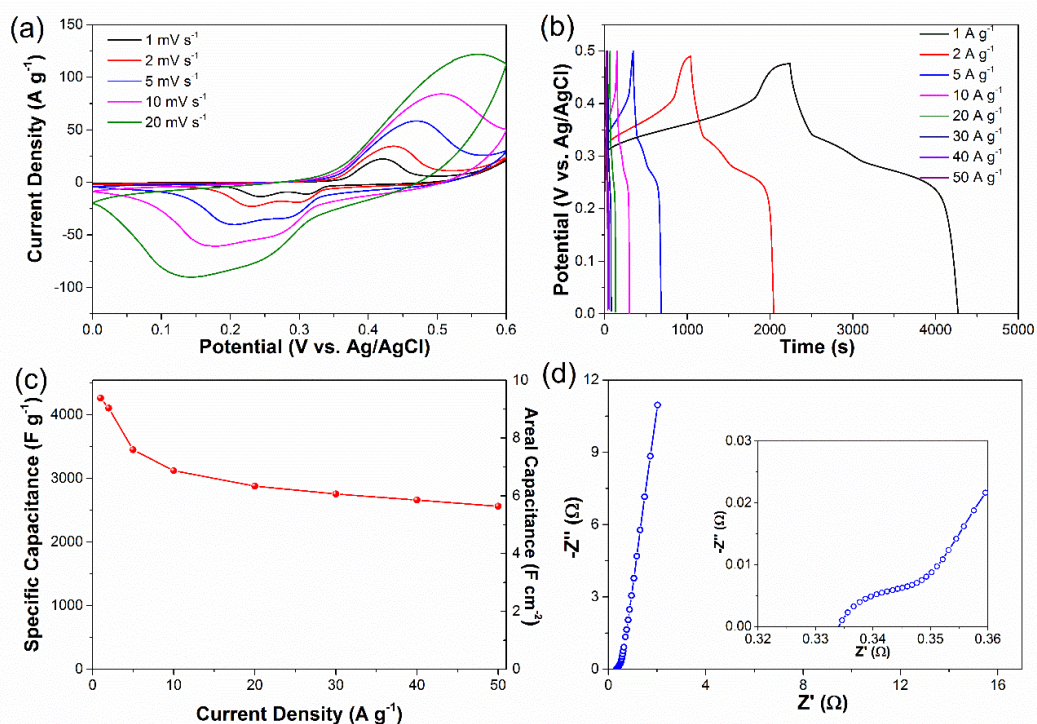 (a)
150
125
100
75
50
25
0
-25
-50
-75
-100
Current Density (A g⁻¹)
1 mV s⁻¹
2 mV s⁻¹
5 mV s⁻¹
10 mV s⁻¹
20 mV s⁻¹
0.0 0.1 0.2 0.3 0.4 0.5 0.6
Potential (V vs. Ag/AgCl)
(b)
0.5
0.4
0.3
0.2
0.1
0.0
Potential (V vs. Ag/AgCl)
1 A g⁻¹
2 A g⁻¹
5 A g⁻¹
10 A g⁻¹
20 A g⁻¹
30 A g⁻¹
40 A g⁻¹
50 A g⁻¹
0 1000 2000 3000 4000 5000
Time (s)
(c)
4000
3000
2000
1000
0
Specific Capacitance (F g⁻¹)
10
8
6
4
2
0
Areal Capacitance (F cm⁻²)
0 10 20 30 40 50
Current Density (A g⁻¹)
(d)
12
9
6
3
0
-Z'' (Ω)
0 4 8 12 16
Z' (Ω)
0.03
0.02
0.01
0.00
-Z'' (Ω)
0.32 0.33 0.34 0.35 0.36
Z' (Ω)